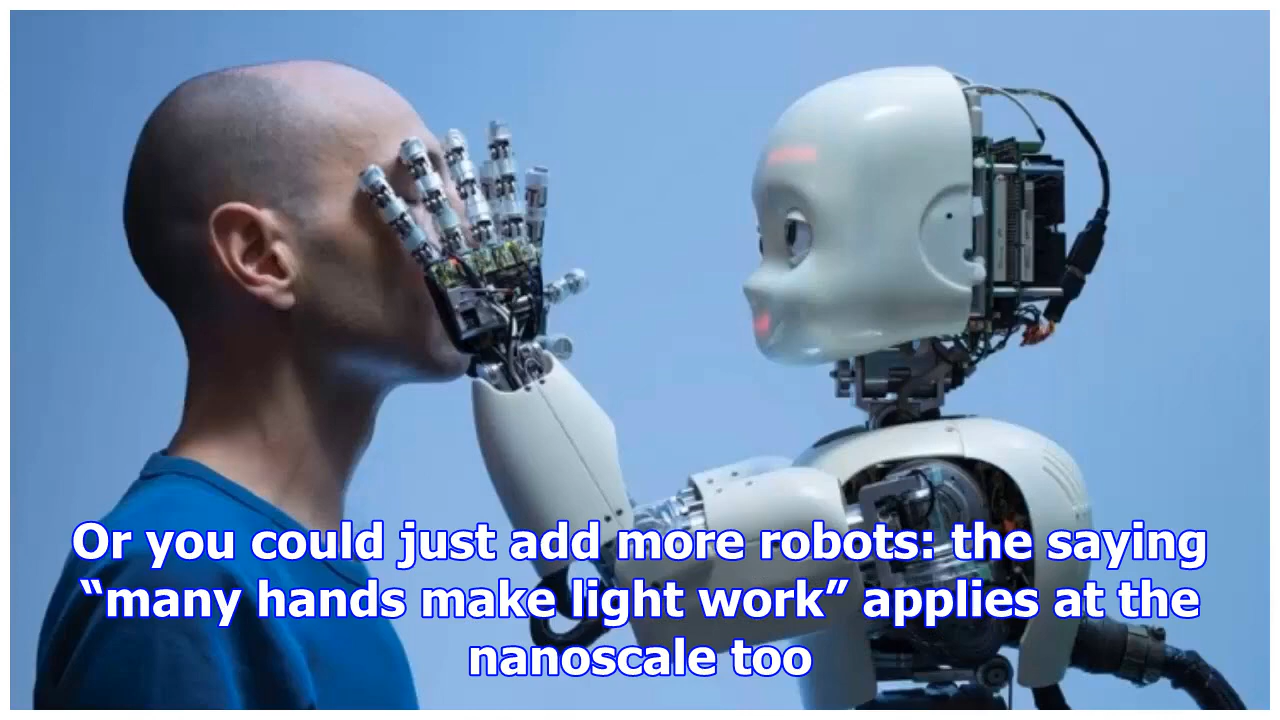 Or you could just add more robots: the saying
“many hands make light work” applies at the
nanoscale too